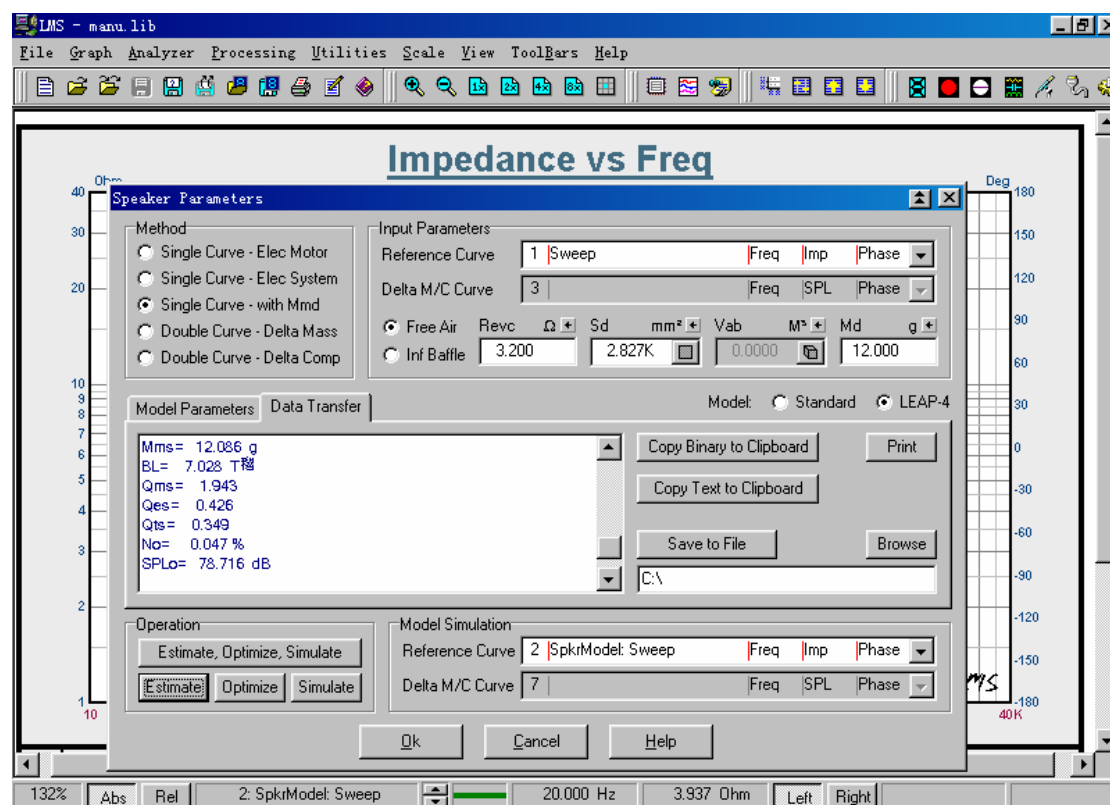 LMS - manu.lib
File Graph Analyzer Processing Utilities Scale View ToolBars Help
1x 2x 4x 8x
Impedance vs Freq
Ohm
Deg
40
30
20
10
9
8
7
6
5
4
3
2
1
180
150
120
90
60
30
0
-30
-60
-90
-120
-150
-180
10
40K
Speaker Parameters
Method
Single Curve - Elec Motor
Single Curve - Elec System
Single Curve - with Mmd
Double Curve - Delta Mass
Double Curve - Delta Comp
Input Parameters
Reference Curve 1 Sweep Freq Imp Phase
Delta M/C Curve 3 Freq SPL Phase
Free Air
Inf Baffle
Revc Ω + Sd mm² + Vab M³ + Md g +
3.200 2.827K 0.0000 12.000
Model Parameters Data Transfer
Model: Standard LEAP-4
Mms= 12.086 g
BL= 7.028 T
Qms= 1.943
Qes= 0.426
Qts= 0.349
No= 0.047 %
SPLo= 78.716 dB
Copy Binary to Clipboard Print
Copy Text to Clipboard
Save to File Browse
C:\
Operation
Estimate, Optimize, Simulate
Estimate Optimize Simulate
Model Simulation
Reference Curve 2 SpkrModel: Sweep Freq Imp Phase
Delta M/C Curve 7 Freq SPL Phase
Ok Cancel Help
132% Abs Rel 2: SpkrModel: Sweep 20.000 Hz 3.937 Ohm Left Right